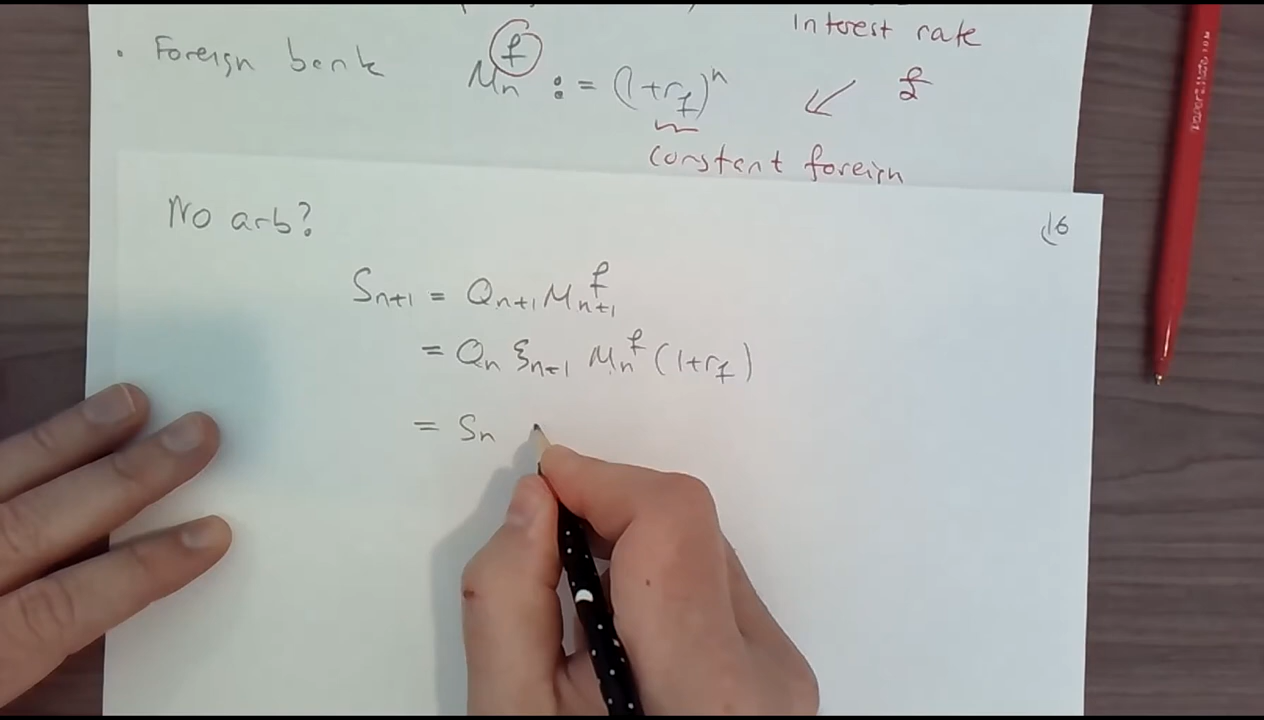 Interest rate
· Foreign bank M_n^£ := (1+r_f)^n ↙ £
constant foreign
No arb?
16
S_{n+1} = Q_{n+1} M_{n+1}^£
= Q_n ξ_{n+1} M_n^£ (1+r_f)
= S_n